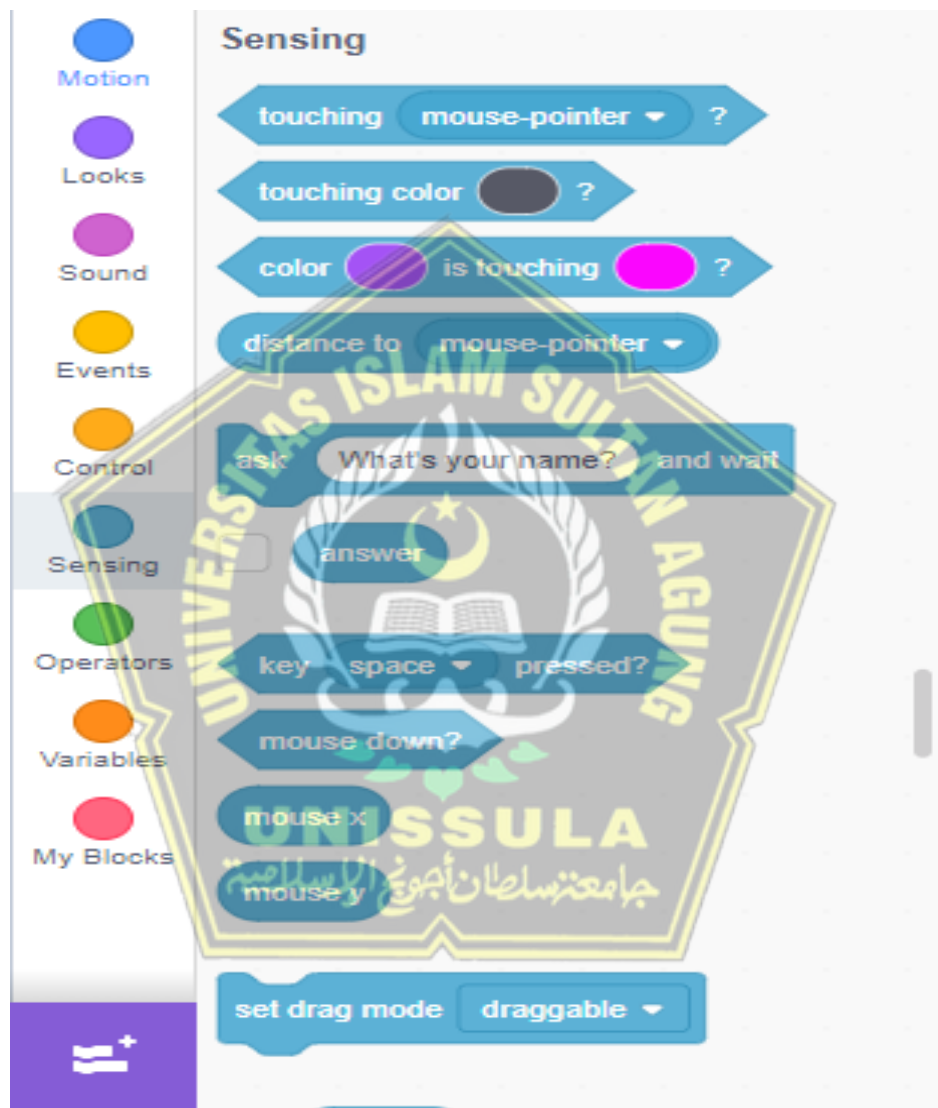 Sensing
Motion
Looks
Sound
Events
Control
Sensing
Operators
Variables
My Blocks
touching mouse-pointer ?
touching color ?
color is touching ?
distance to mouse-pointer
ask What's your name? and wait
answer
key space pressed?
mouse down?
mouse x
mouse y
set drag mode draggable
UNIVERSITAS ISLAM SULTAN AGUNG
UNISSULA
جامعتسلطان أجونج الإسلامية